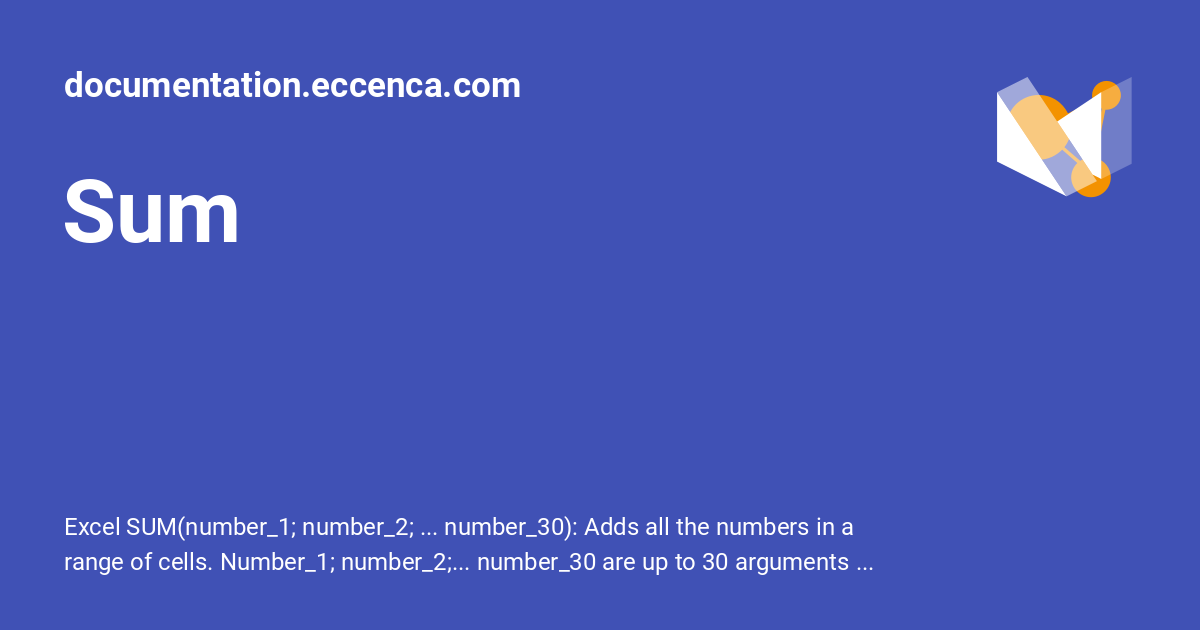 documentation.eccenca.com
Sum
Excel SUM(number_1; number_2; ... number_30): Adds all the numbers in a
range of cells. Number_1; number_2;... number_30 are up to 30 arguments ...